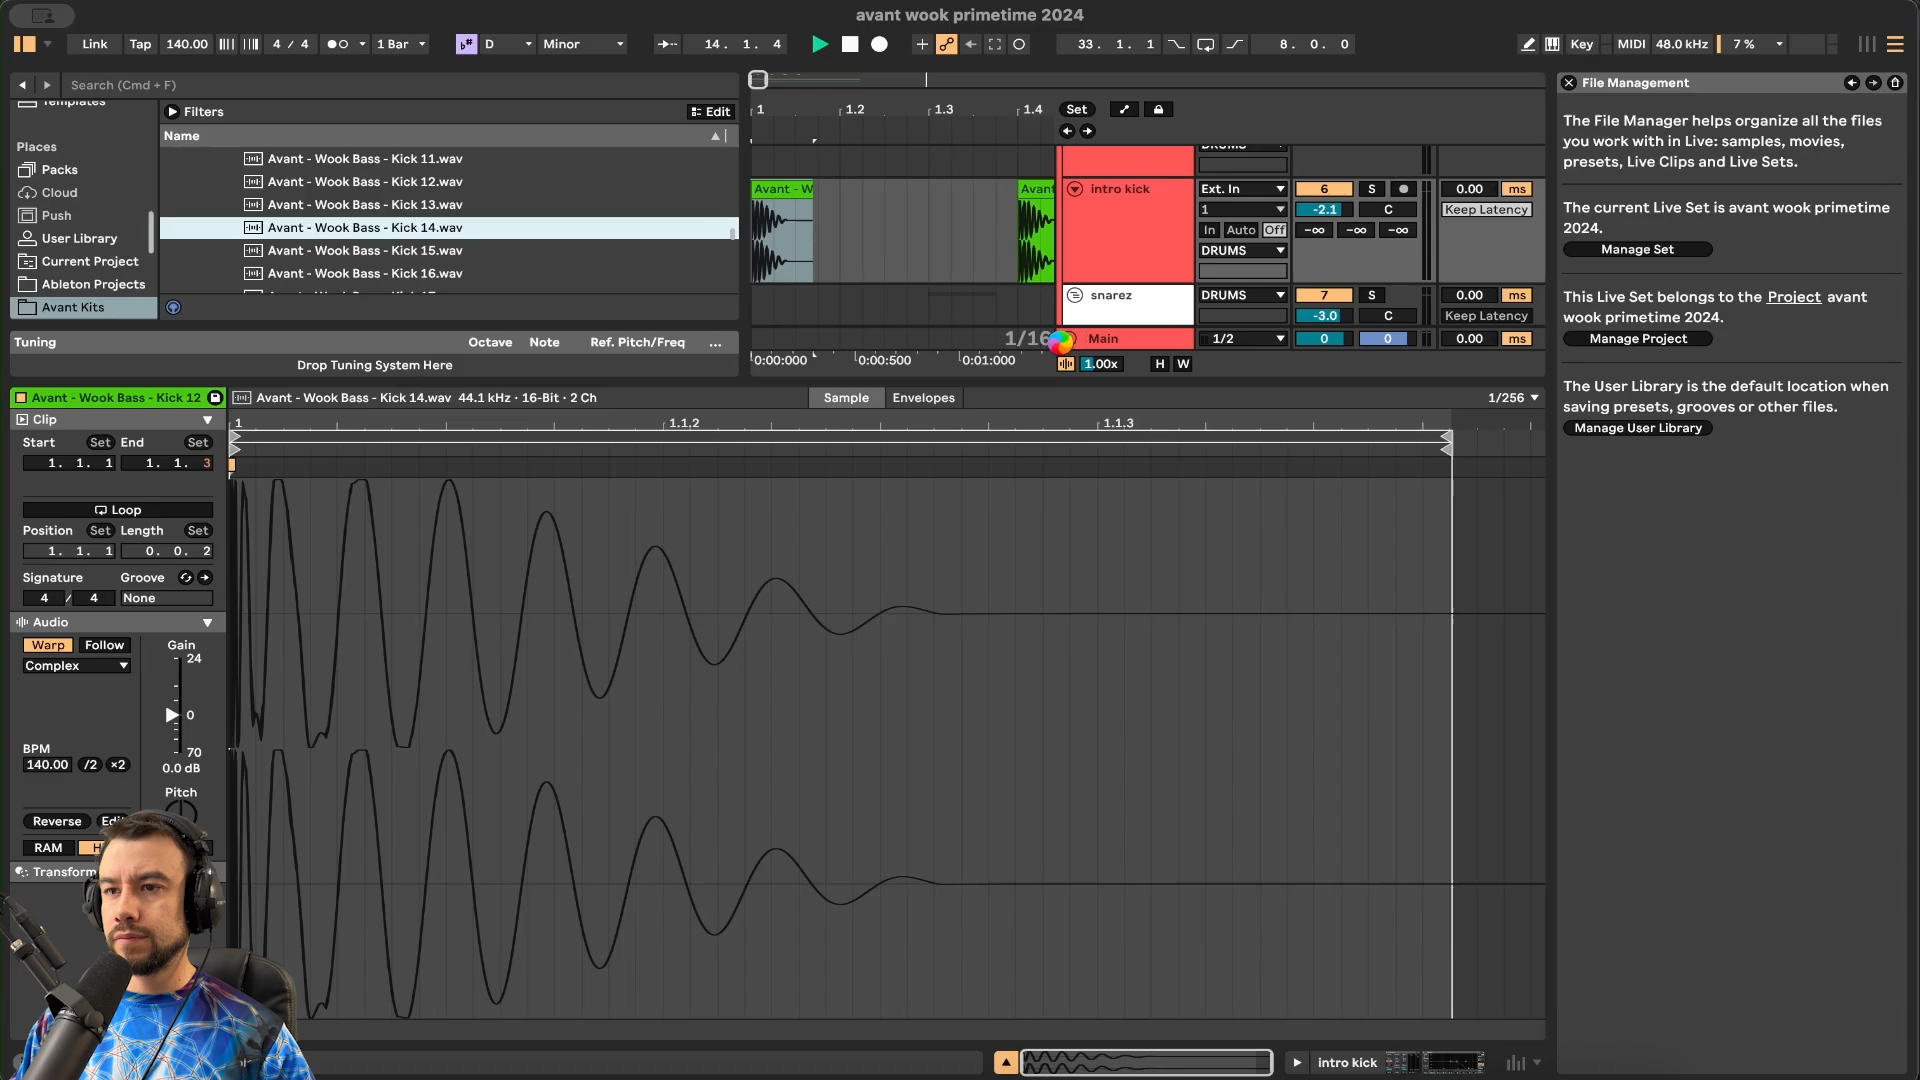 avant wook primetime 2024
Link Tap 140.00 4 / 4 1 Bar D Minor 14. 1. 4 33. 1. 1 8. 0. 0 Key MIDI 48.0 kHz 7 %
Search (Cmd + F)
Templates
Places
Packs
Cloud
Push
User Library
Current Project
Ableton Projects
Avant Kits
Filters Edit
Name
Avant - Wook Bass - Kick 11.wav
Avant - Wook Bass - Kick 12.wav
Avant - Wook Bass - Kick 13.wav
Avant - Wook Bass - Kick 14.wav
Avant - Wook Bass - Kick 15.wav
Avant - Wook Bass - Kick 16.wav
Tuning Octave Note Ref. Pitch/Freq ...
Drop Tuning System Here
1 1.2 1.3 1.4 Set
Avant - W Avant intro kick Ext. In 6 S 0.00 ms
1 -2.1 C Keep Latency
In Auto Off -∞ -∞ -∞
DRUMS
snarez DRUMS 7 S 0.00 ms
-3.0 C Keep Latency
1/16 Main 1/2 0 0 0.00 ms
0:00:000 0:00:500 0:01:000 1.00x H W
File Management
The File Manager helps organize all the files
you work with in Live: samples, movies,
presets, Live Clips and Live Sets.
The current Live Set is avant wook primetime
2024.
Manage Set
This Live Set belongs to the Project avant
wook primetime 2024.
Manage Project
The User Library is the default location when
saving presets, grooves or other files.
Manage User Library
Avant - Wook Bass - Kick 12
Avant - Wook Bass - Kick 14.wav 44.1 kHz · 16-Bit · 2 Ch Sample Envelopes 1/256
1 1.1.2 1.1.3
Clip
Start Set End Set
1. 1. 1 1. 1. 3
Loop
Position Set Length Set
1. 1. 1 0. 0. 2
Signature Groove
4 / 4 None
Audio
Warp Follow Gain
Complex 24
0
BPM 70
140.00 /2 ×2 0.0 dB
Pitch
Reverse
RAM
Transform
intro kick